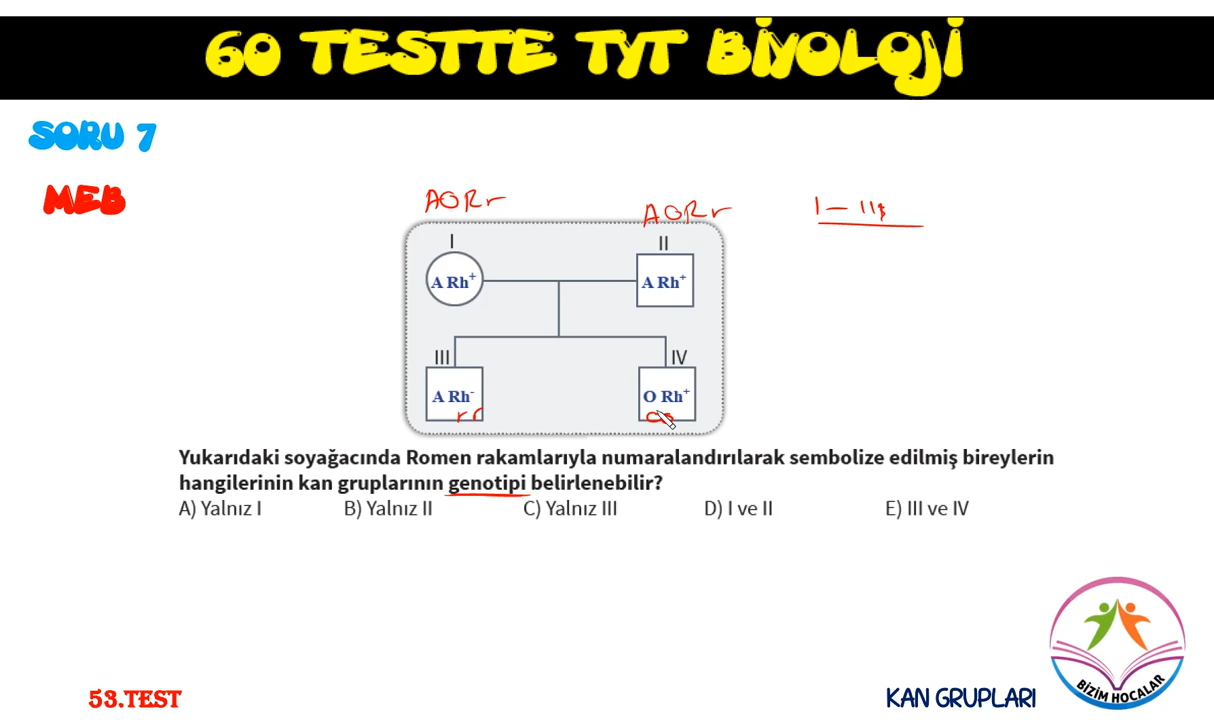 60 TESTTE TYT BİYOLOJİ
SORU 7
MEB
AORr
AORr
I
II
A Rh+
A Rh+
III
IV
A Rh-
O Rh+
rr
Yukarıdaki soyağacında Romen rakamlarıyla numaralandırılarak sembolize edilmiş bireylerin
hangilerinin kan gruplarının genotipi belirlenebilir?
A) Yalnız I B) Yalnız II C) Yalnız III D) I ve II E) III ve IV
BİZİM HOCALAR
53.TEST
KAN GRUPLARI